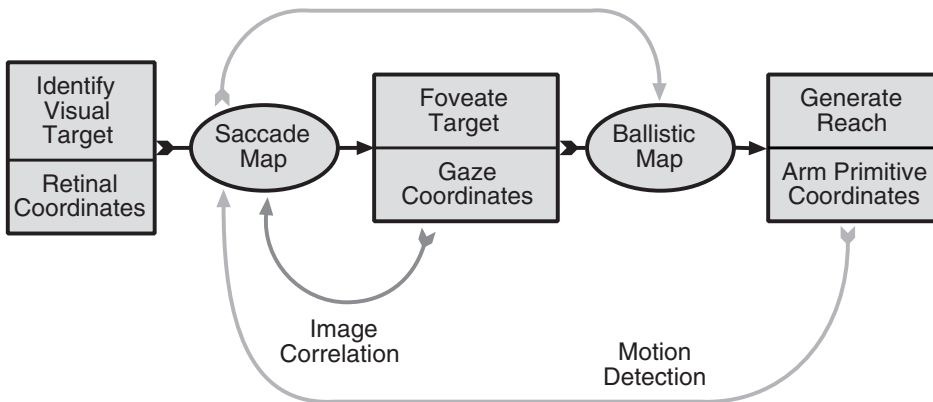 Identify
Visual
Target
Retinal
Coordinates
Saccade
Map
Foveate
Target
Gaze
Coordinates
Ballistic
Map
Generate
Reach
Arm Primitive
Coordinates
Image
Correlation
Motion
Detection